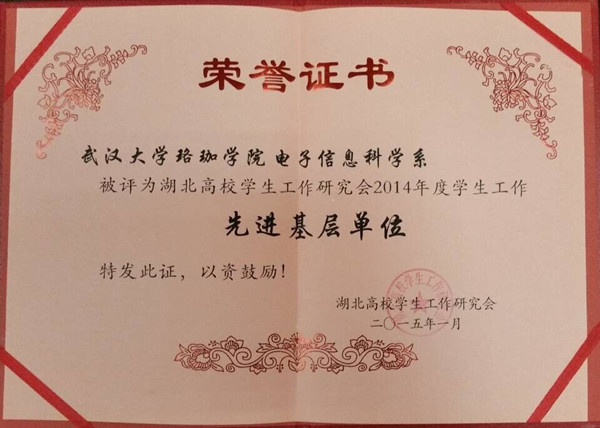 荣誉证书
武汉大学珞珈学院电子信息科学系
被评为湖北高校学生工作研究会2014年度学生工作
先进基层单位
特发此证，以资鼓励！
湖北高校学生工作研究会
二〇一五年一月